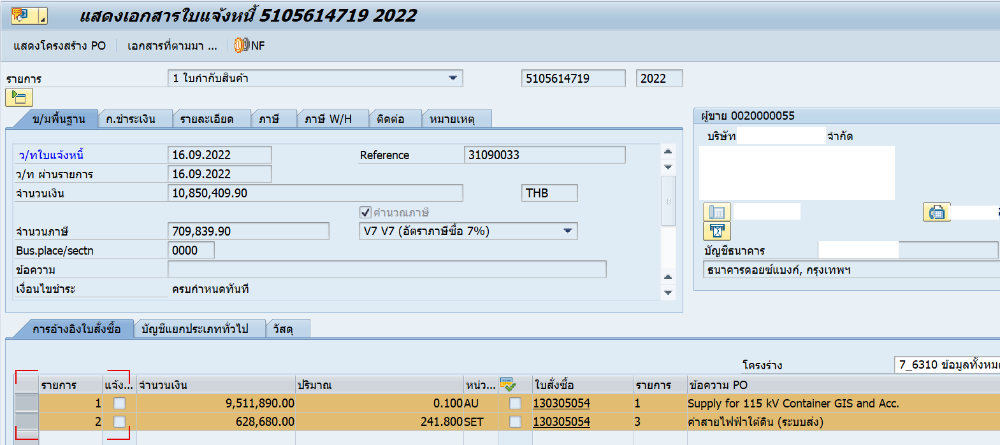 แสดงเอกสารใบแจ้งหนี้ 5105614719 2022
แสดงโครงสร้าง PO เอกสารที่ตามมา ... NF
รายการ 1 ใบกำกับสินค้า 5105614719 2022
ข/มพื้นฐาน ก.ชำระเงิน รายละเอียด ภาษี ภาษี W/H ติดต่อ หมายเหตุ
ว/ทใบแจ้งหนี้ 16.09.2022 Reference 31090033
ว/ท ผ่านรายการ 16.09.2022
จำนวนเงิน 10,850,409.90 THB
คำนวณภาษี
จำนวนภาษี 709,839.90 V7 V7 (อัตราภาษีซื้อ 7%)
Bus.place/sectn 0000
ข้อความ
เงื่อนไขชำระ ครบกำหนดทันที
ผู้ขาย 0020000055
บริษัท จำกัด
บัญชีธนาคาร
ธนาคารดอยซ์แบงก์, กรุงเทพฯ
การอ้างอิงใบสั่งซื้อ บัญชีแยกประเภททั่วไป วัสดุ
โครงร่าง 7_6310 ข้อมูลทั้งหมด
รายการ แจ้ง... จำนวนเงิน ปริมาณ หน่ว... ใบสั่งซื้อ รายการ ข้อความ PO
1 9,511,890.00 0.100 AU 130305054 1 Supply for 115 kV Container GIS and Acc.
2 628,680.00 241.800 SET 130305054 3 ค่าสายไฟฟ้าใต้ดิน (ระบบส่ง)